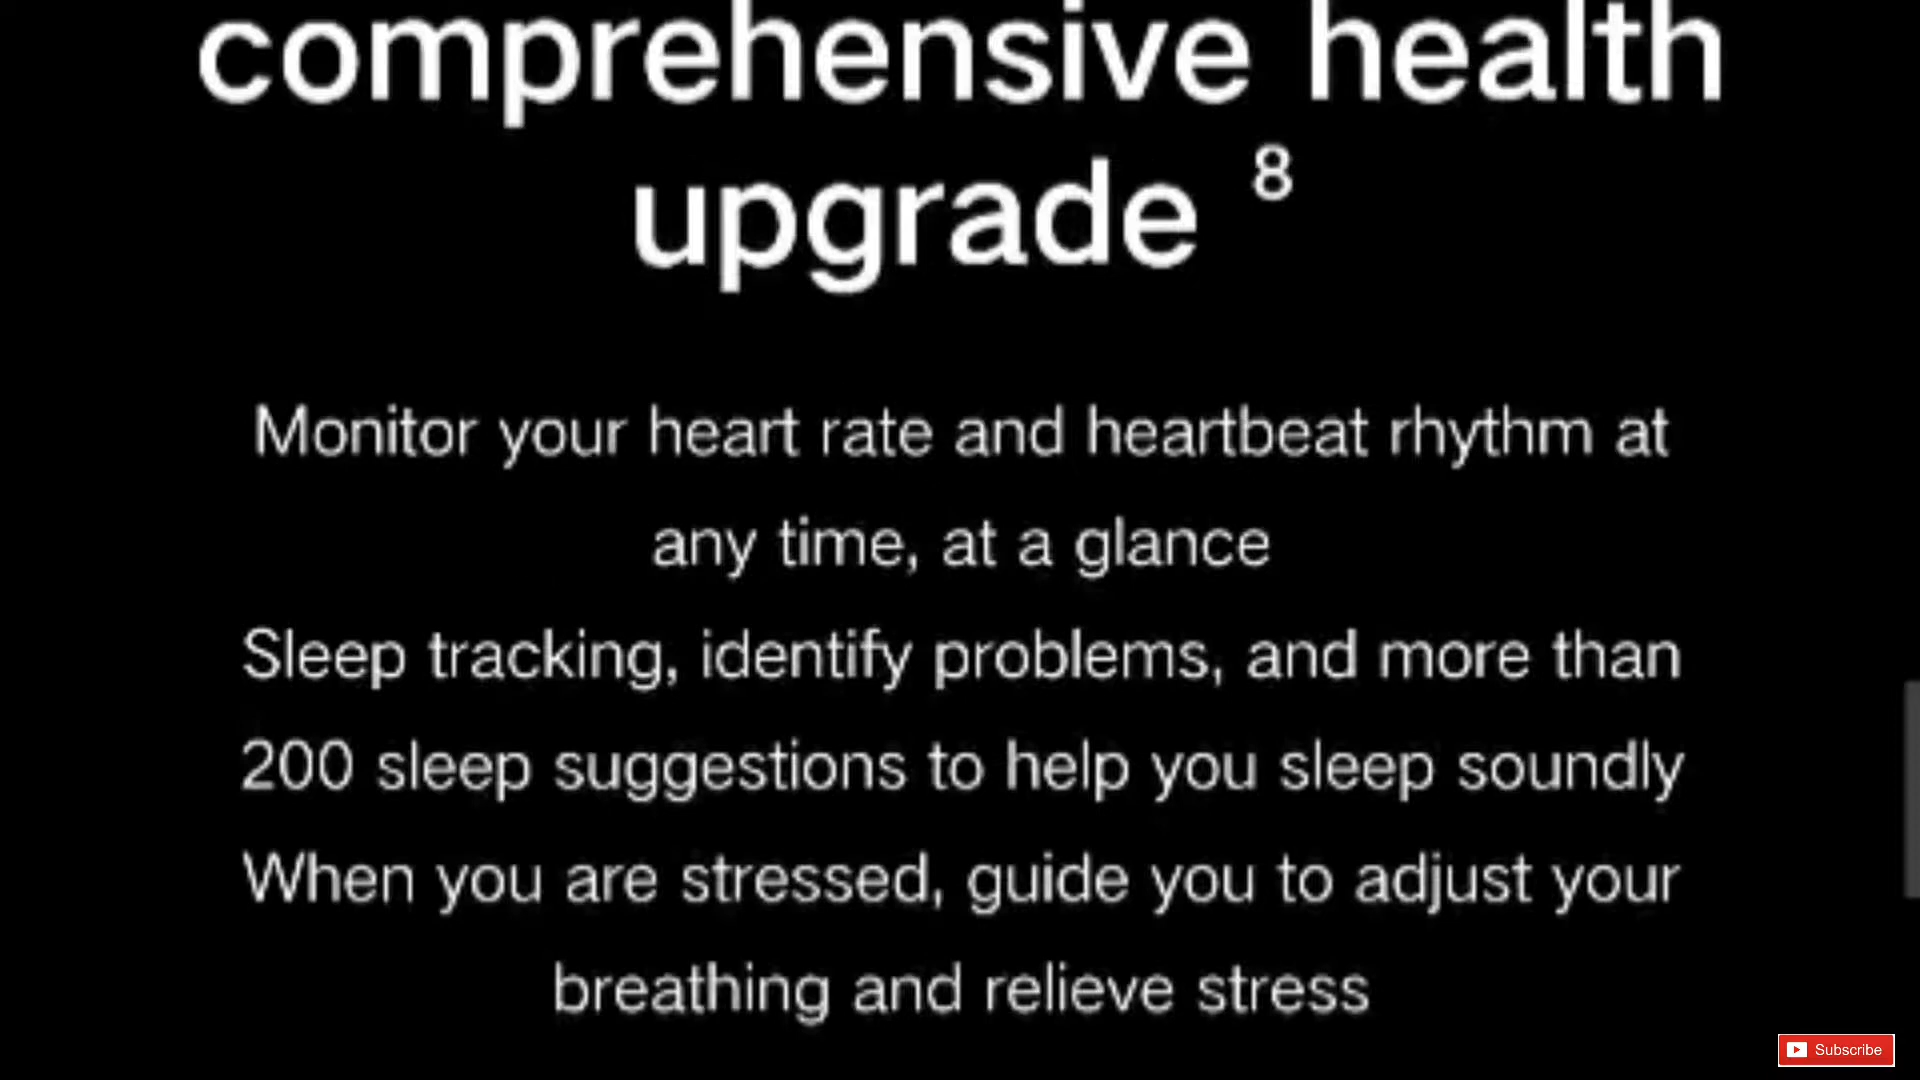 comprehensive health
upgrade 8
Monitor your heart rate and heartbeat rhythm at
any time, at a glance
Sleep tracking, identify problems, and more than
200 sleep suggestions to help you sleep soundly
When you are stressed, guide you to adjust your
breathing and relieve stress
Subscribe